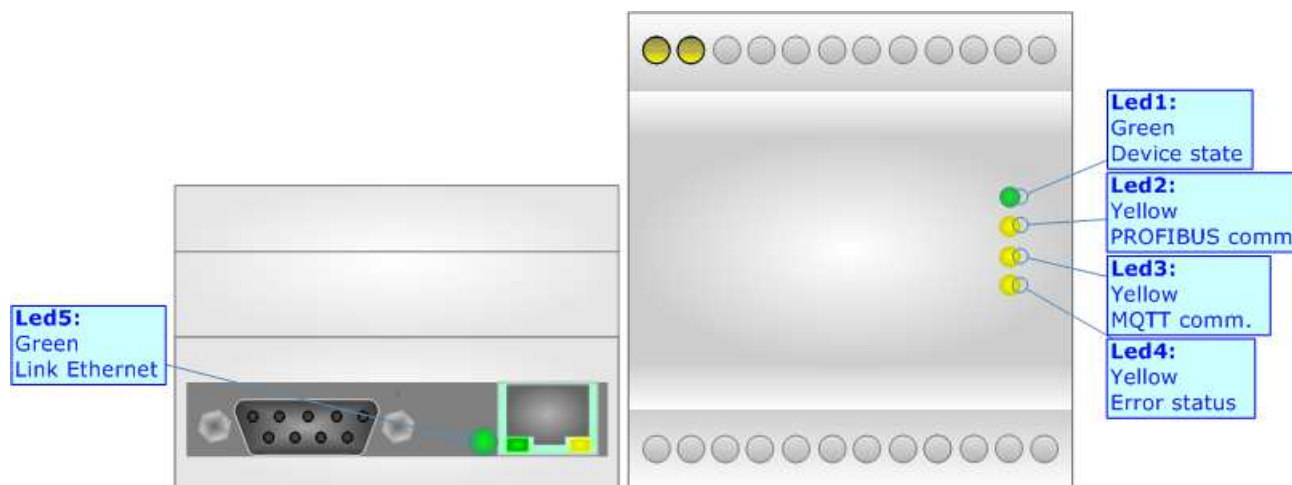 Led1:
Green
Device state
Led2:
Yellow
PROFIBUS comm
Led3:
Yellow
MQTT comm.
Led4:
Yellow
Error status
Led5:
Green
Link Ethernet